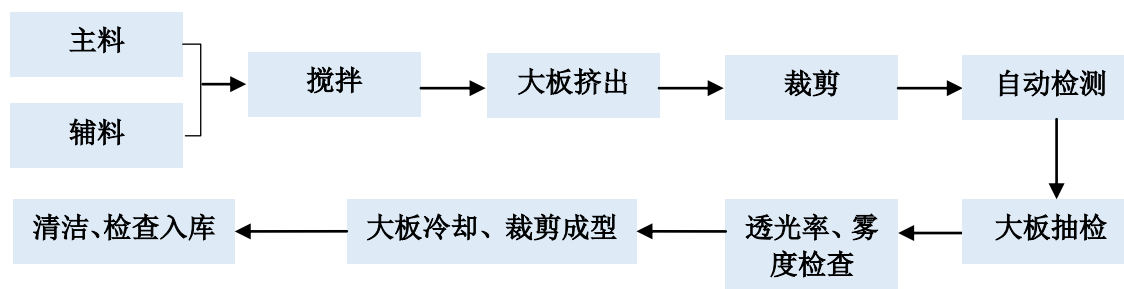 主料
辅料
搅拌
大板挤出
裁剪
自动检测
大板抽检
透光率、雾
度检查
大板冷却、裁剪成型
清洁、检查入库